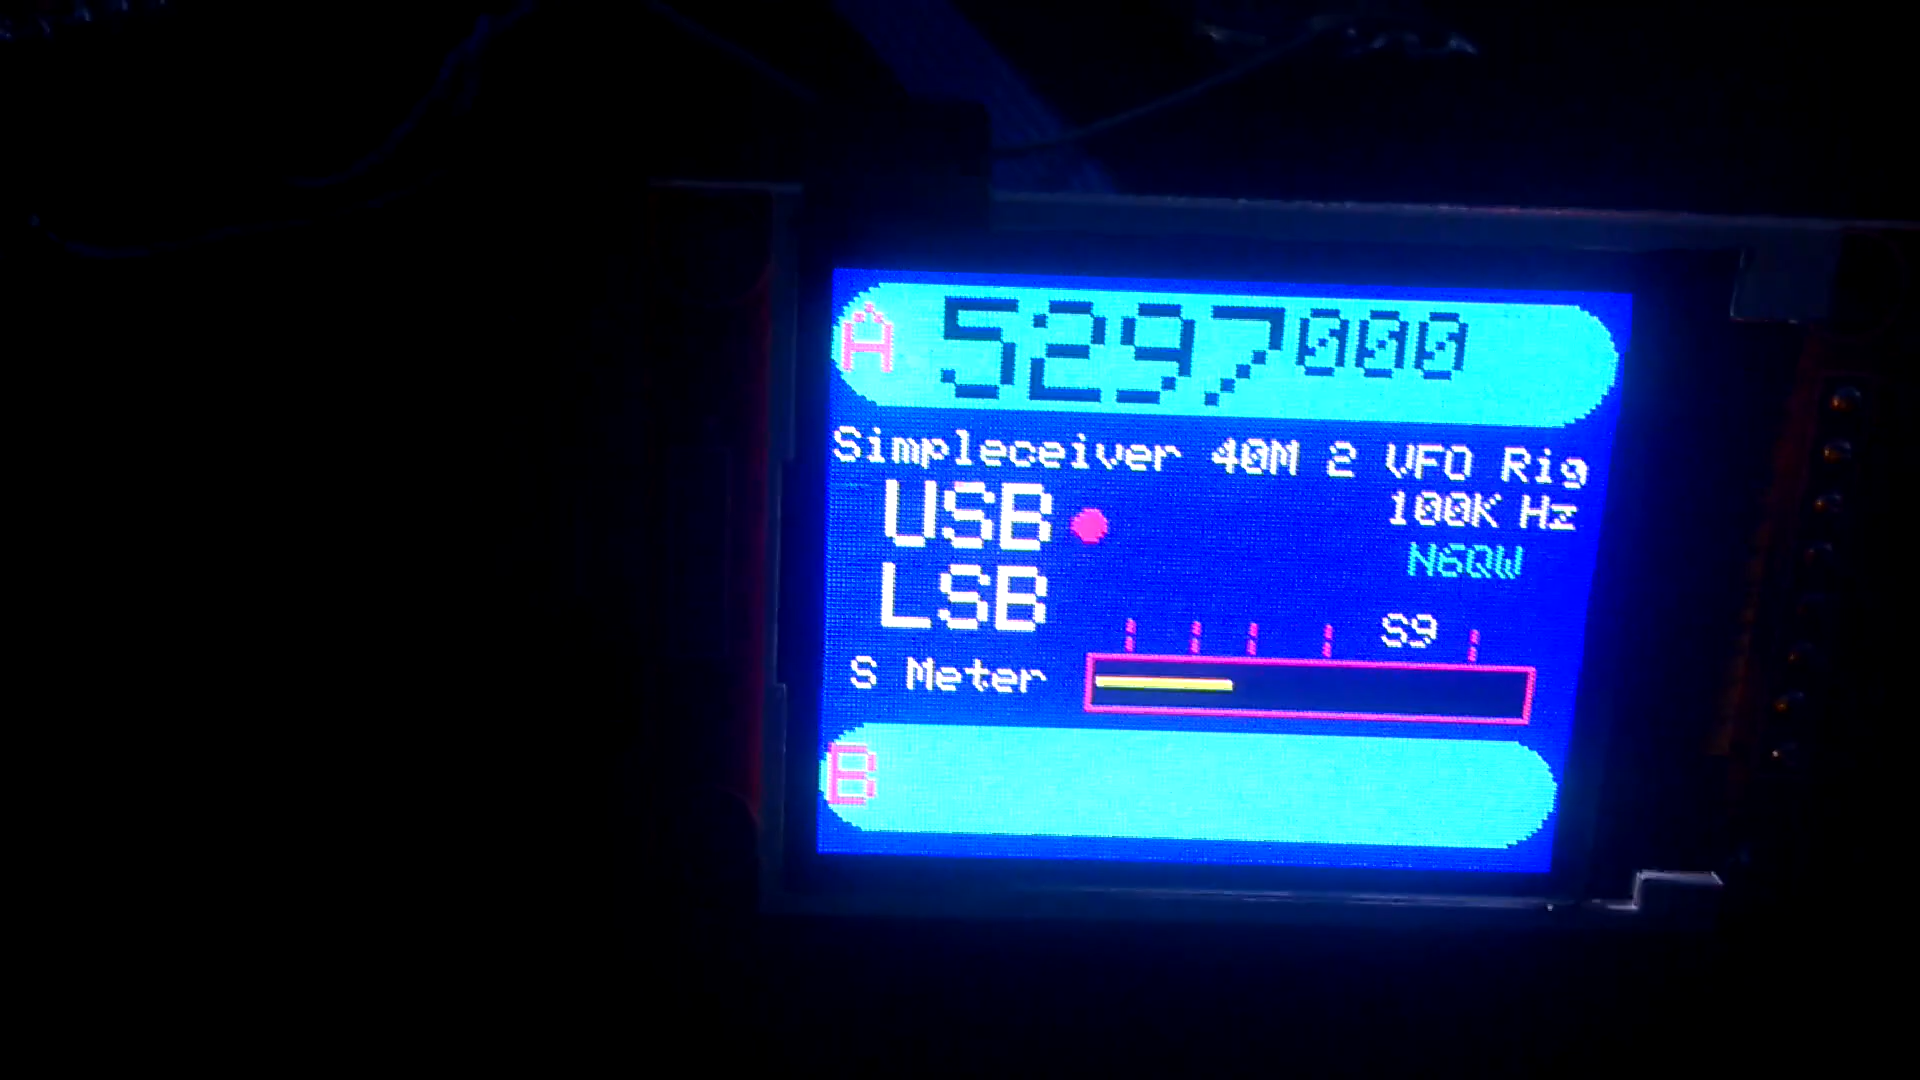 A 5297000
Simpleceiver 40M 2 VFO Rig
USB 100K Hz
N6QW
LSB
S9
S Meter
B